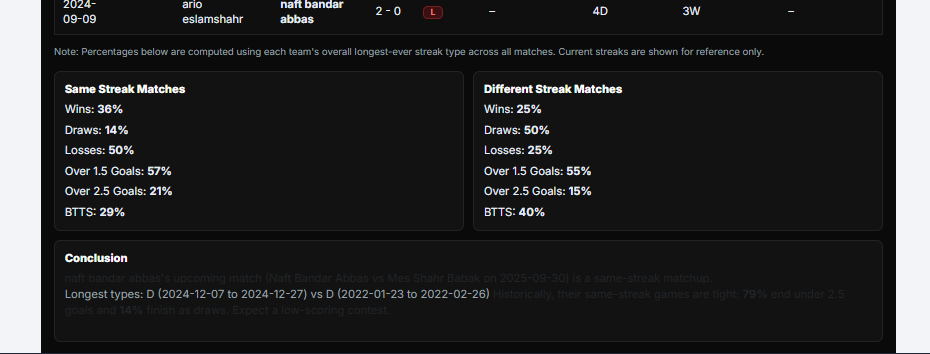 2024-09-09 ario eslamshahr naft bandar abbas 2 - 0 L – 4D 3W –
Note: Percentages below are computed using each team's overall longest-ever streak type across all matches. Current streaks are shown for reference only.
Same Streak Matches
Wins: 36%
Draws: 14%
Losses: 50%
Over 1.5 Goals: 57%
Over 2.5 Goals: 21%
BTTS: 29%
Different Streak Matches
Wins: 25%
Draws: 50%
Losses: 25%
Over 1.5 Goals: 55%
Over 2.5 Goals: 15%
BTTS: 40%
Conclusion
naft bandar abbas's upcoming match (Naft Bandar Abbas vs Mes Shahr Babak on 2025-09-30) is a same-streak matchup.
Longest types: D (2024-12-07 to 2024-12-27) vs D (2022-01-23 to 2022-02-26) Historically, their same-streak games are tight: 79% end under 2.5
goals and 14% finish as draws. Expect a low-scoring contest.